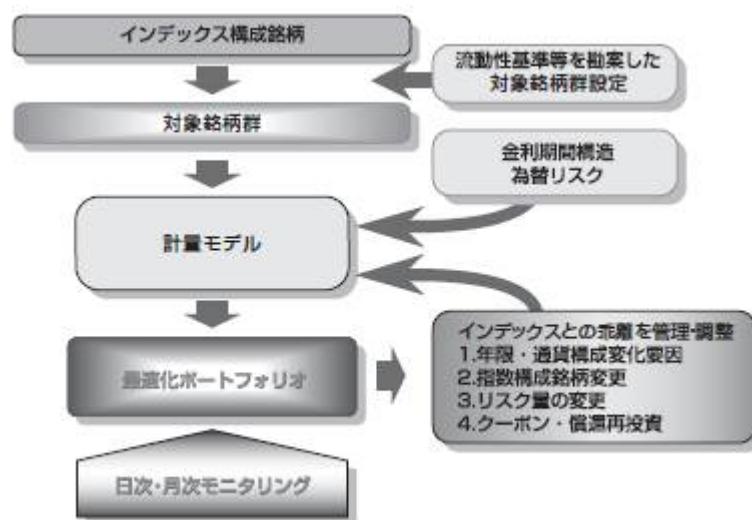 インデックス構成銘柄
流動性基準等を勘案した
対象銘柄群設定
対象銘柄群
金利期間構造
為替リスク
計量モデル
インデックスとの乖離を管理・調整
1.年限・通貨構成変化要因
2.指数構成銘柄変更
3.リスク量の変更
4.クーポン・償還再投資
最適化ポートフォリオ
日次・月次モニタリング